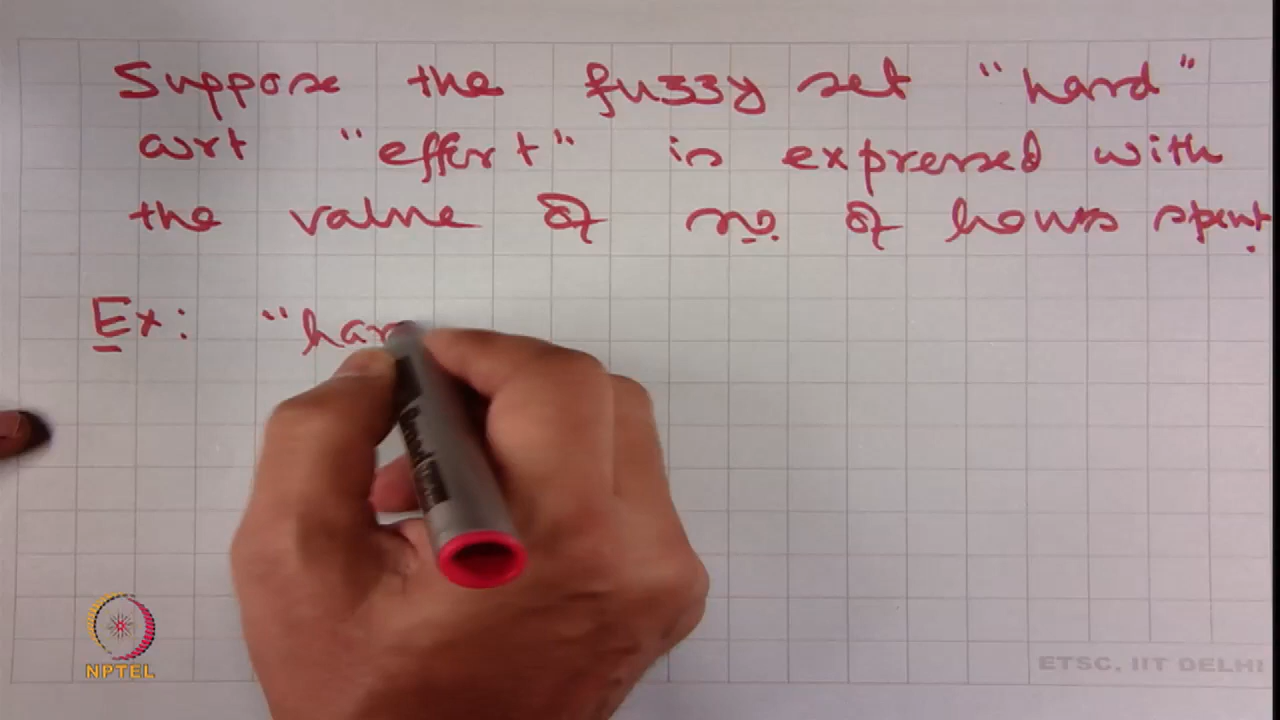 Suppose the fuzzy set "hard"
wrt "effort" is expressed with
the value of no. of hours spent
Ex: "har
NPTEL
ETSC, IIT DELHI